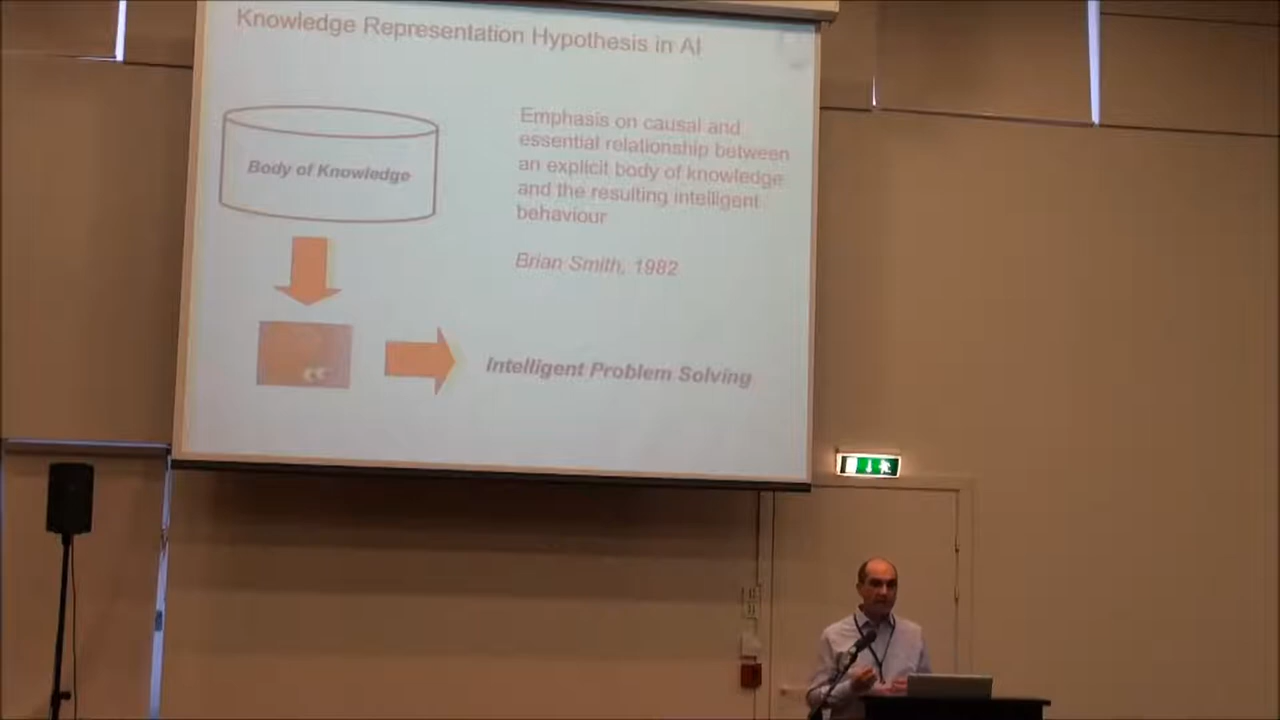 Knowledge Representation Hypothesis in AI
Body of Knowledge
Emphasis on causal and
essential relationship between
an explicit body of knowledge
and the resulting intelligent
behaviour
Brian Smith, 1982
Intelligent Problem Solving